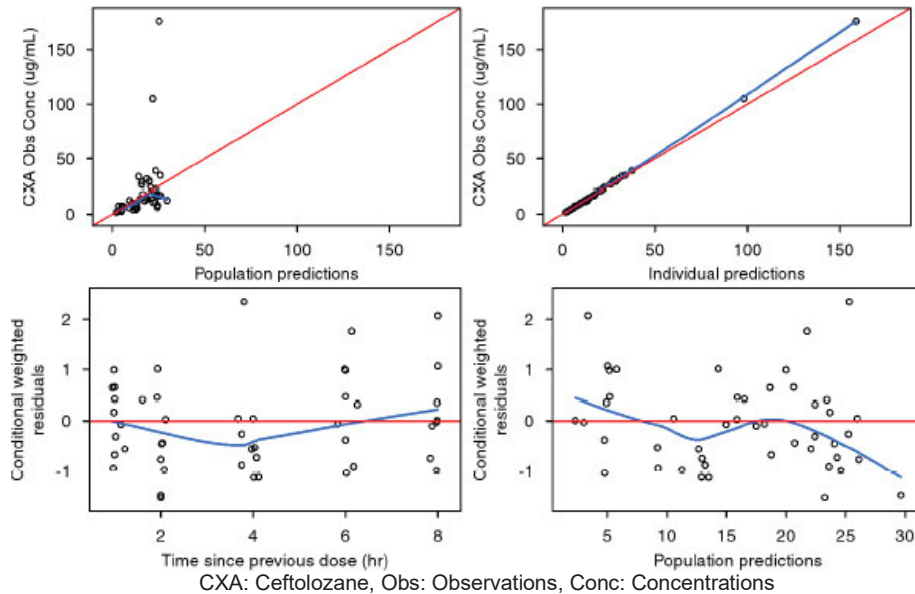 CXA Obs Conc (ug/mL)
150
100
50
0
0 50 100 150
Population predictions
CXA Obs Conc (ug/mL)
150
100
50
0
0 50 100 150
Individual predictions
Conditional weighted
residuals
2
1
0
-1
2 4 6 8
Time since previous dose (hr)
Conditional weighted
residuals
2
1
0
-1
5 10 15 20 25 30
Population predictions
CXA: Ceftolozane, Obs: Observations, Conc: Concentrations